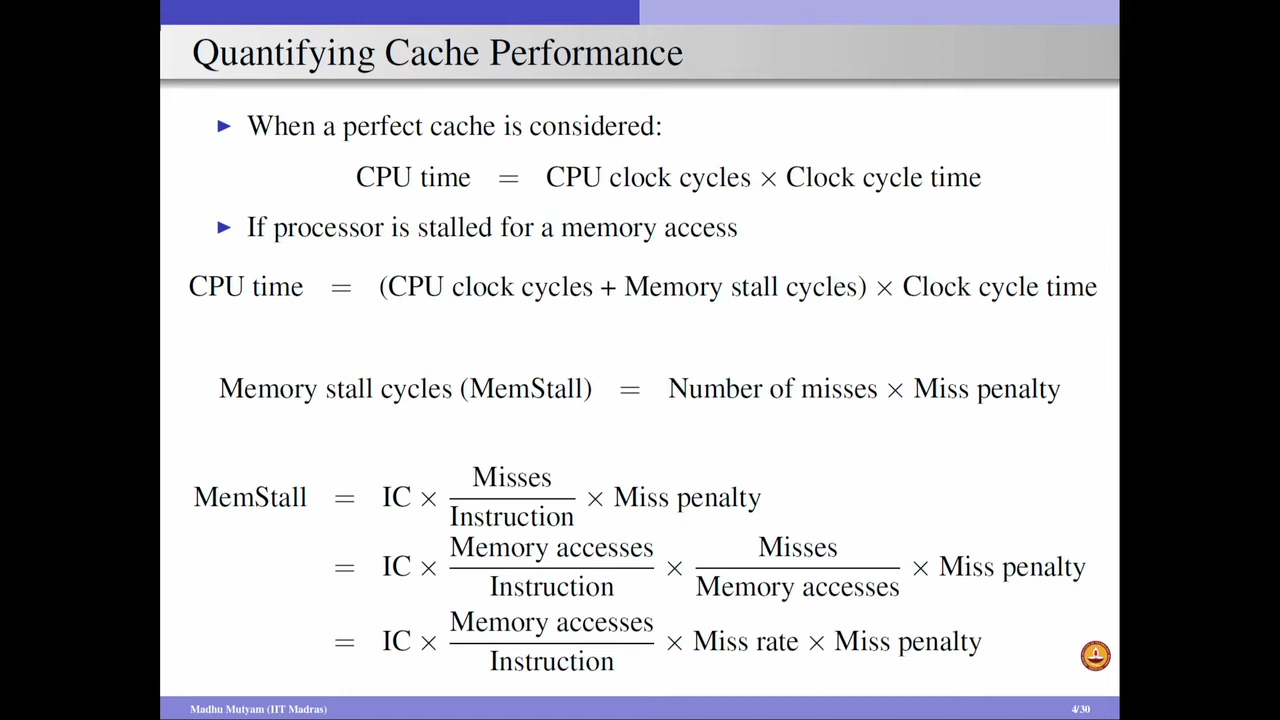 Quantifying Cache Performance
▶ When a perfect cache is considered:
CPU time = CPU clock cycles × Clock cycle time
▶ If processor is stalled for a memory access
CPU time = (CPU clock cycles + Memory stall cycles) × Clock cycle time
Memory stall cycles (MemStall) = Number of misses × Miss penalty
MemStall = IC × Misses / Instruction × Miss penalty
= IC × Memory accesses / Instruction × Misses / Memory accesses × Miss penalty
= IC × Memory accesses / Instruction × Miss rate × Miss penalty
Madhu Mutyam (IIT Madras) 4/30